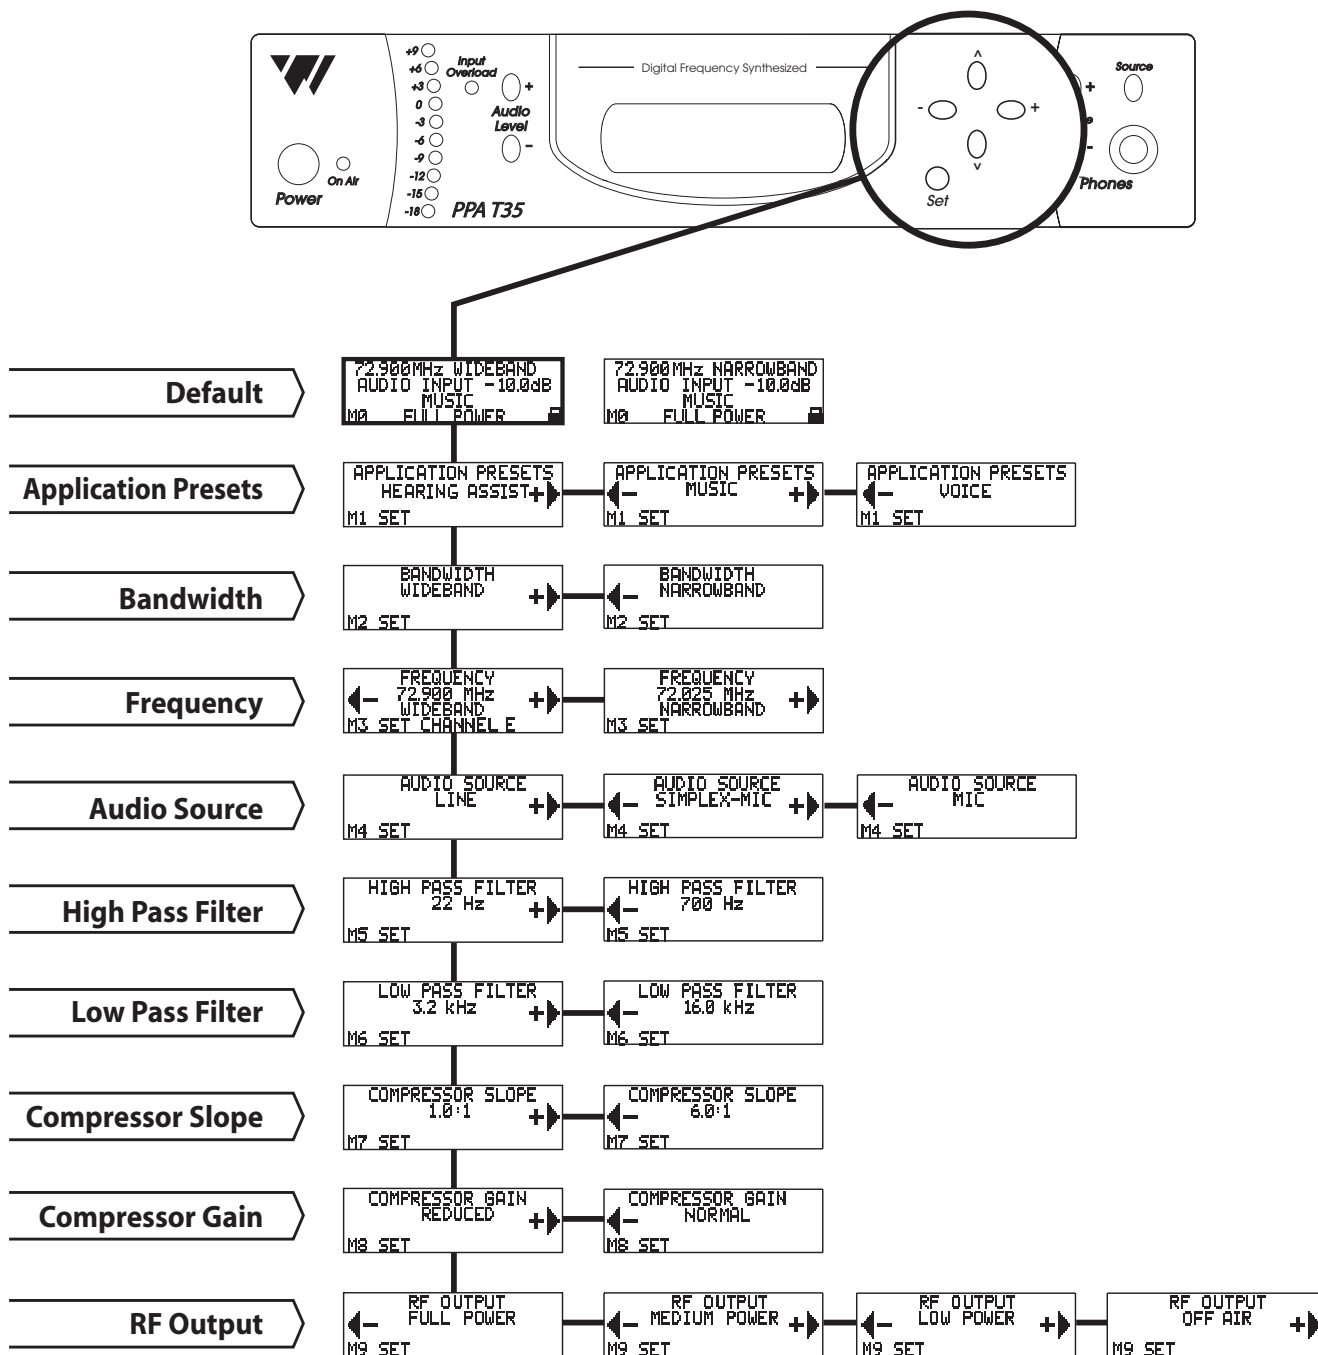 +9
+6
+3
0
-3
-6
-9
-12
-15
-18
Input
Overload
+
Audio
Level
-
Power
On Air
PPA T35
Digital Frequency Synthesized
^
- +
v
Set
+
e
-
Source
Phones
Default
72.900MHz WIDEBAND
AUDIO INPUT -10.0dB
MUSIC
M0 FULL POWER
72.900MHz NARROWBAND
AUDIO INPUT -10.0dB
MUSIC
M0 FULL POWER
Application Presets
APPLICATION PRESETS
HEARING ASSIST+
M1 SET
APPLICATION PRESETS
- MUSIC +
M1 SET
APPLICATION PRESETS
- VOICE
M1 SET
Bandwidth
BANDWIDTH
WIDEBAND +
M2 SET
BANDWIDTH
- NARROWBAND
M2 SET
Frequency
FREQUENCY
- 72.900 MHz +
WIDEBAND
M3 SET CHANNEL E
FREQUENCY
72.025 MHz +
NARROWBAND
M3 SET
Audio Source
AUDIO SOURCE
LINE +
M4 SET
AUDIO SOURCE
- SIMPLEX-MIC +
M4 SET
AUDIO SOURCE
- MIC
M4 SET
High Pass Filter
HIGH PASS FILTER
22 Hz +
M5 SET
HIGH PASS FILTER
- 700 Hz
M5 SET
Low Pass Filter
LOW PASS FILTER
3.2 kHz +
M6 SET
LOW PASS FILTER
- 16.0 kHz
M6 SET
Compressor Slope
COMPRESSOR SLOPE
1.0:1 +
M7 SET
COMPRESSOR SLOPE
- 6.0:1
M7 SET
Compressor Gain
COMPRESSOR GAIN
REDUCED +
M8 SET
COMPRESSOR GAIN
- NORMAL
M8 SET
RF Output
RF OUTPUT
- FULL POWER
M9 SET
RF OUTPUT
- MEDIUM POWER +
M9 SET
RF OUTPUT
- LOW POWER +
M9 SET
RF OUTPUT
OFF AIR +
M9 SET